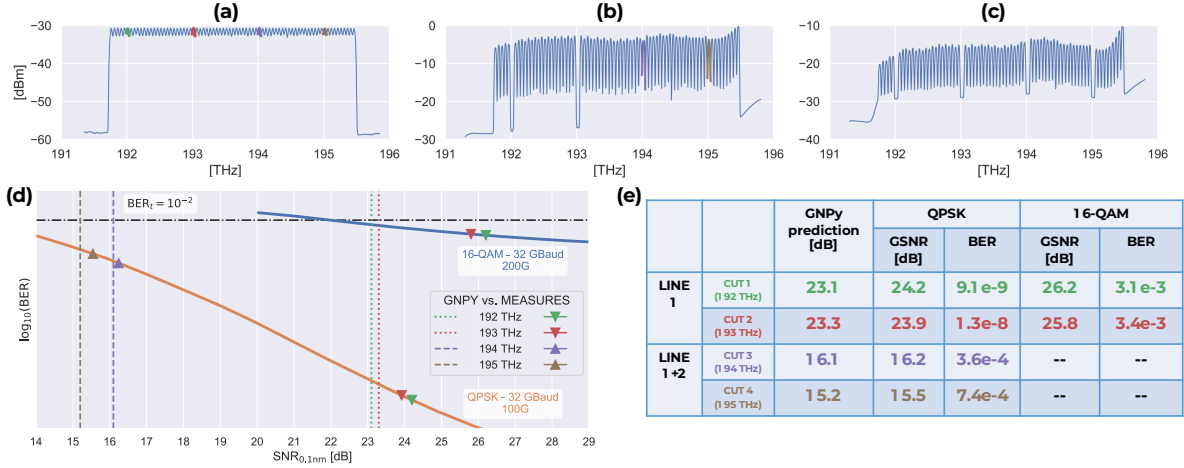 (a)
(b)
(c)
−30
−40
−50
−60
[dBm]
191 192 193 194 195 196
[THz]
0
−10
−20
−30
191 192 193 194 195 196
[THz]
−10
−20
−30
−40
191 192 193 194 195 196
[THz]
(d)
BER_t = 10^−2
16-QAM – 32 GBaud
200G
GNPY vs. MEASURES
192 THz
193 THz
194 THz
195 THz
QPSK – 32 GBaud
100G
log10(BER)
14 15 16 17 18 19 20 21 22 23 24 25 26 27 28 29
SNR0,1nm [dB]
(e)
GNPy prediction [dB] QPSK 16-QAM
GSNR [dB] BER GSNR [dB] BER
LINE 1 CUT 1 (192 THz) 23.1 24.2 9.1e-9 26.2 3.1e-3
CUT 2 (193 THz) 23.3 23.9 1.3e-8 25.8 3.4e-3
LINE 1+2 CUT 3 (194 THz) 16.1 16.2 3.6e-4 -- --
CUT 4 (195 THz) 15.2 15.5 7.4e-4 -- --